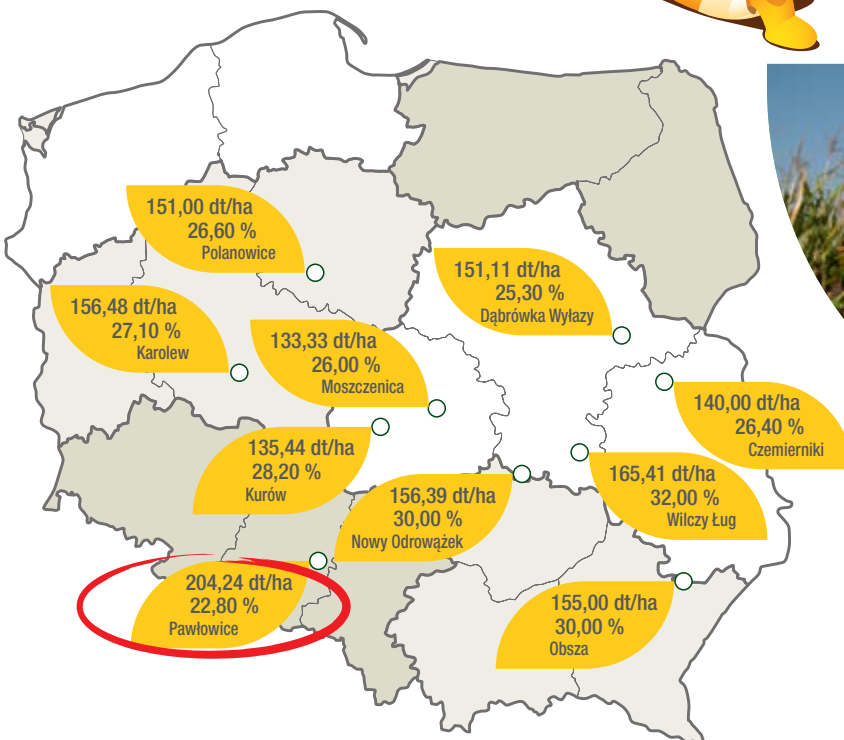 151,00 dt/ha
26,60 %
Polanowice
151,11 dt/ha
25,30 %
Dąbrówka Wyłazy
156,48 dt/ha
27,10 %
Karolew
133,33 dt/ha
26,00 %
Moszczenica
140,00 dt/ha
26,40 %
Czemierniki
135,44 dt/ha
28,20 %
Kurów
165,41 dt/ha
32,00 %
Wilczy Ług
156,39 dt/ha
30,00 %
Nowy Odrowążek
204,24 dt/ha
22,80 %
Pawłowice
155,00 dt/ha
30,00 %
Obsza